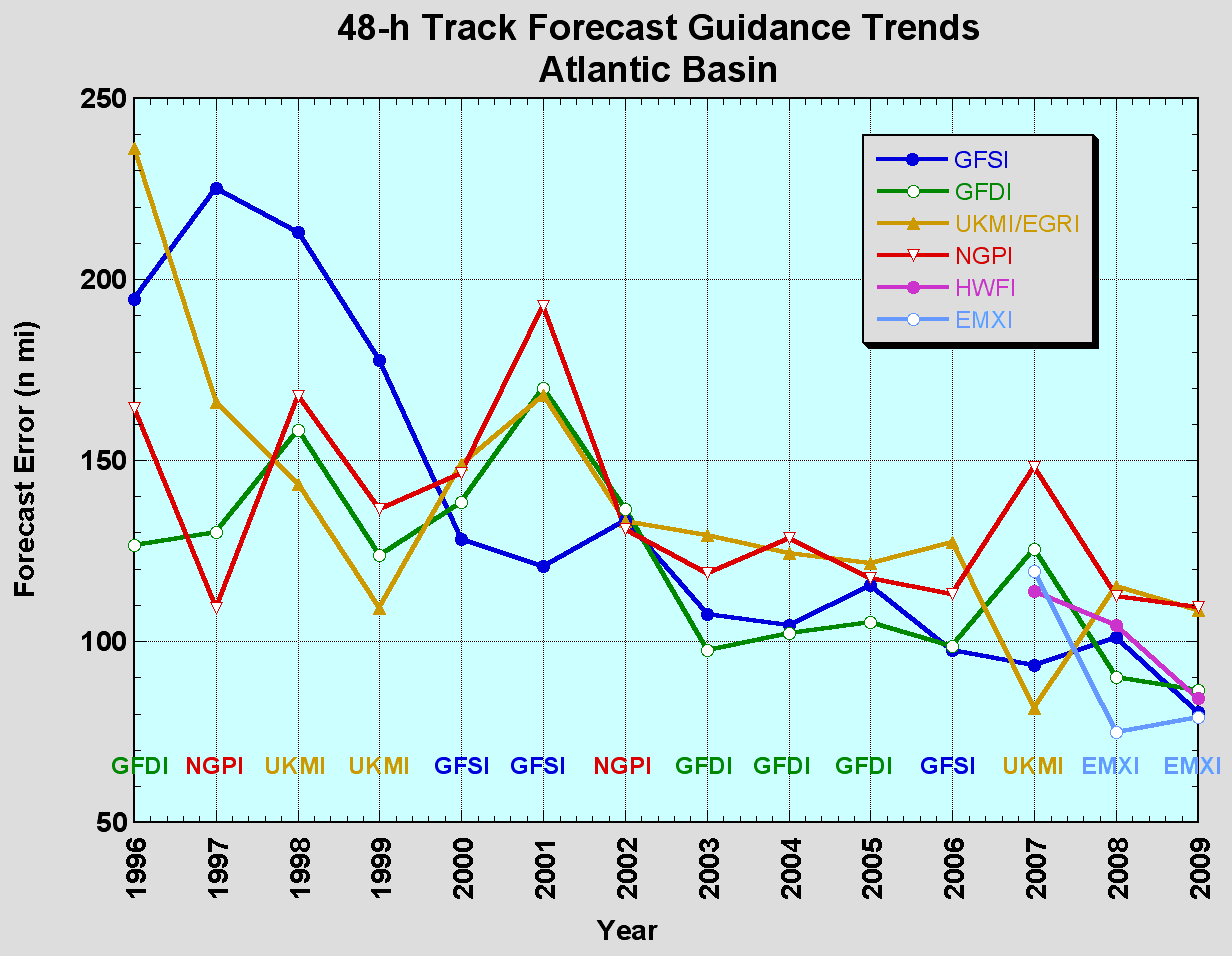 48-h Track Forecast Guidance Trends
Atlantic Basin
250
200
150
100
50
Forecast Error (n mi)
GFSI
GFDI
UKMI/EGRI
NGPI
HWFI
EMXI
GFDI NGPI UKMI UKMI GFSI GFSI NGPI GFDI GFDI GFDI GFSI UKMI EMXI EMXI
1996 1997 1998 1999 2000 2001 2002 2003 2004 2005 2006 2007 2008 2009
Year